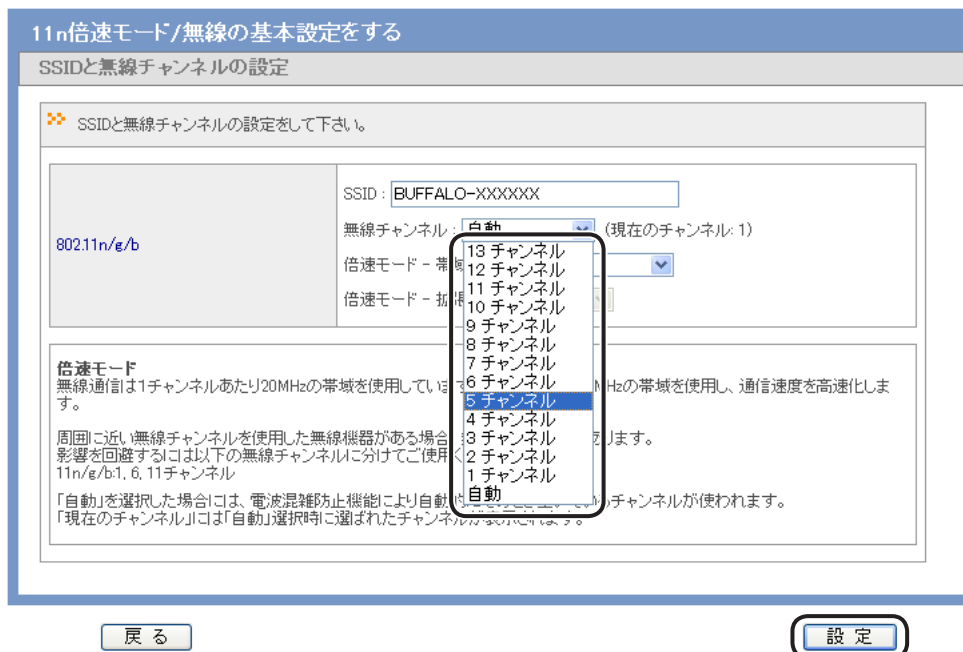 11n倍速モード/無線の基本設定をする
SSIDと無線チャンネルの設定
SSIDと無線チャンネルの設定をして下さい。
802.11n/g/b
SSID : BUFFALO-XXXXXX
無線チャンネル : 自動 (現在のチャンネル: 1)
倍速モード - 帯域
倍速モード - 拡張
13 チャンネル
12 チャンネル
11 チャンネル
10 チャンネル
9 チャンネル
8 チャンネル
7 チャンネル
6 チャンネル
5 チャンネル
4 チャンネル
3 チャンネル
2 チャンネル
1 チャンネル
自動
倍速モード
無線通信は1チャンネルあたり20MHzの帯域を使用しています Hzの帯域を使用し、通信速度を高速化しま
す。
周囲に近い無線チャンネルを使用した無線機器がある場合 ります。
影響を回避するには以下の無線チャンネルに分けてご使用く
11n/g/b:1, 6, 11チャンネル
「自動」を選択した場合には、電波混雑防止機能により自動 チャンネルが使われます。
「現在のチャンネル」には「自動」選択時に選ばれたチャンネルが表示されます。
戻る
設定